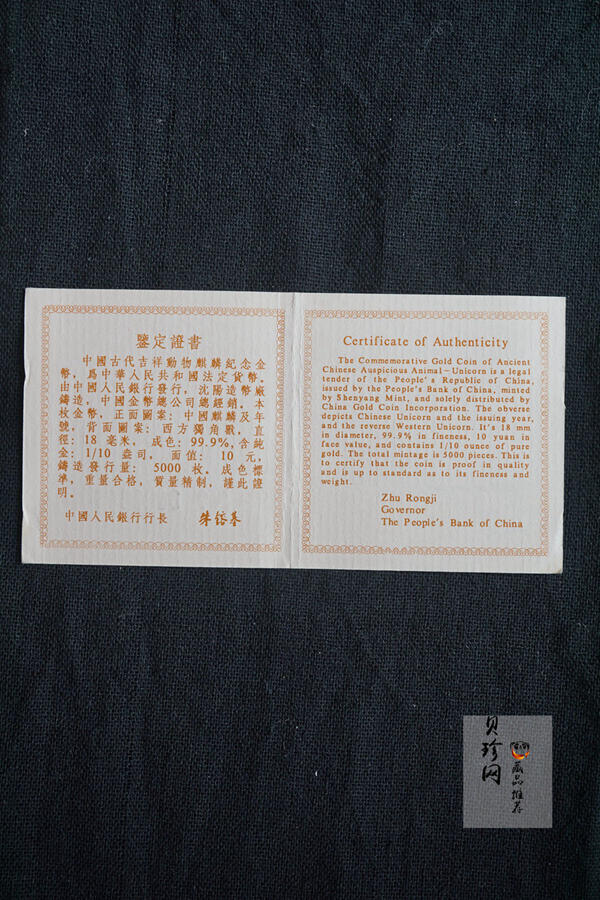 鑒定證書
中國古代吉祥動物麒麟紀念金
幣，爲中華人民共和國法定貨幣。
由中國人民銀行發行，沈陽造幣廠
鑄造，中國金幣總公司總經銷。本
枚金幣，正面圖案：中國麒麟及年
號，背面圖案：西方獨角獸，直
徑：18 毫米，成色：99.9%，含純
金：1/10 盎司，面值：10 元，
鑄造發行量：5000 枚。成色標
準，重量合格，質量精制，謹此證
明。
中國人民銀行行長 朱镕基
Certificate of Authenticity
The Commemorative Gold Coin of Ancient
Chinese Auspicious Animal－Unicorn is a legal
tender of the People's Republic of China,
issued by the People's Bank of China, minted
by Shenyang Mint, and solely distributed by
China Gold Coin Incorporation. The obverse
depicts Chinese Unicorn and the issuing year,
and the reverse Western Unicorn. It's 18 mm
in diameter, 99.9% in fineness, 10 yuan in
face value, and contains 1/10 ounce of pure
gold. The total mintage is 5000 pieces. This is
to certify that the coin is proof in quality
and is up to standard as to its fineness and
weight.
Zhu Rongji
Governor
The People's Bank of China
贝珍网
藏品推荐